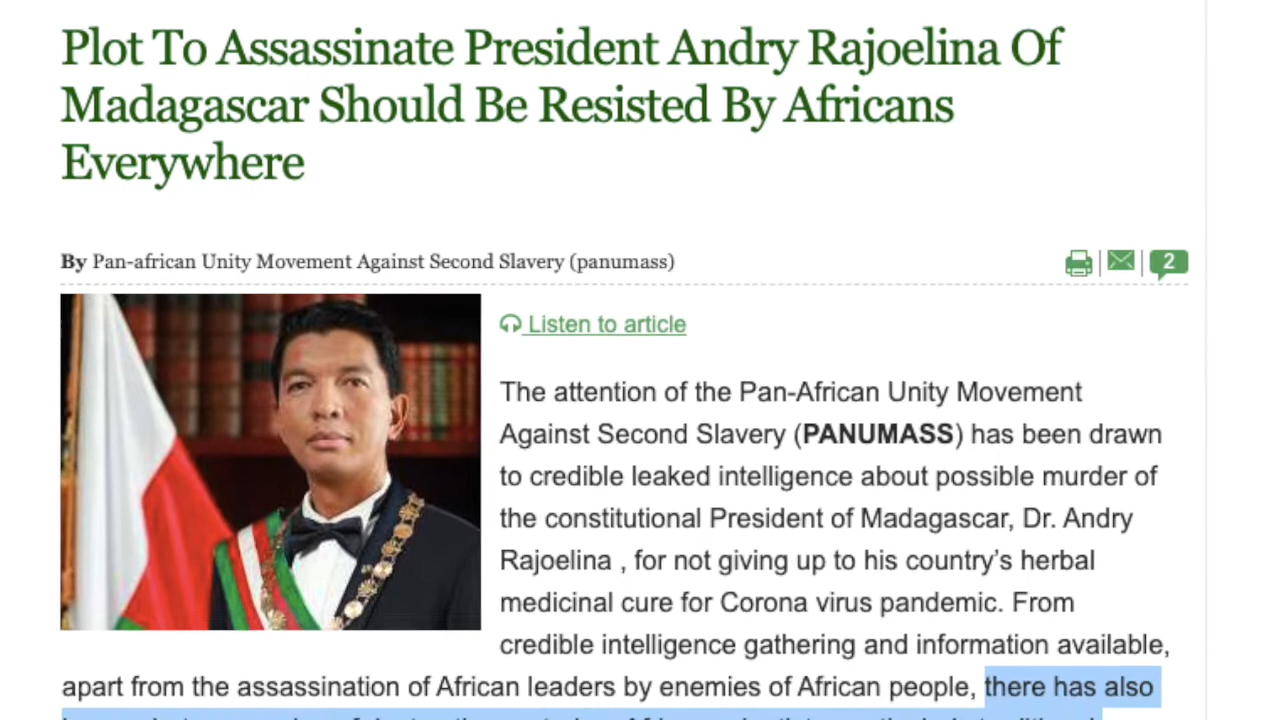 Plot To Assassinate President Andry Rajoelina Of
Madagascar Should Be Resisted By Africans
Everywhere
By Pan-african Unity Movement Against Second Slavery (panumass)
2
Listen to article
The attention of the Pan-African Unity Movement
Against Second Slavery (PANUMASS) has been drawn
to credible leaked intelligence about possible murder of
the constitutional President of Madagascar, Dr. Andry
Rajoelina , for not giving up to his country’s herbal
medicinal cure for Corona virus pandemic. From
credible intelligence gathering and information available,
apart from the assassination of African leaders by enemies of African people, there has also